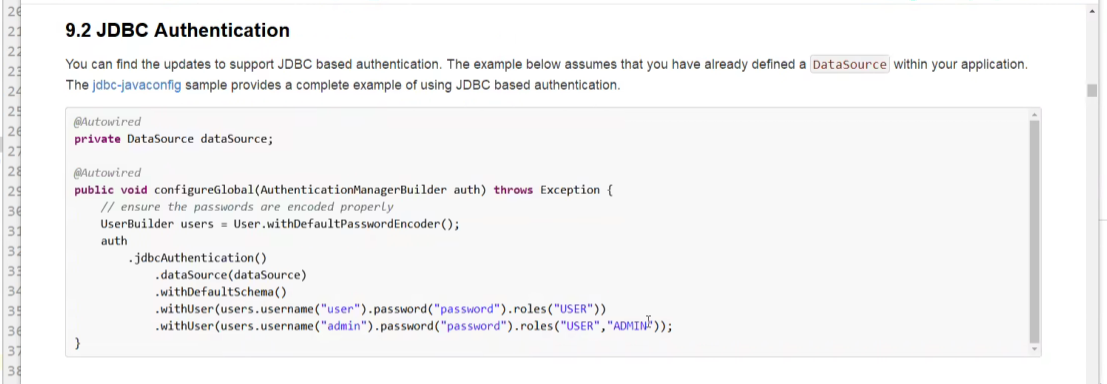 20
21
22
23
24
25
26
27
28
29
30
31
32
33
34
35
36
37
38
9.2 JDBC Authentication
You can find the updates to support JDBC based authentication. The example below assumes that you have already defined a DataSource within your application.
The jdbc-javaconfig sample provides a complete example of using JDBC based authentication.
@Autowired
private DataSource dataSource;
@Autowired
public void configureGlobal(AuthenticationManagerBuilder auth) throws Exception {
// ensure the passwords are encoded properly
UserBuilder users = User.withDefaultPasswordEncoder();
auth
.jdbcAuthentication()
.dataSource(dataSource)
.withDefaultSchema()
.withUser(users.username("user").password("password").roles("USER"))
.withUser(users.username("admin").password("password").roles("USER","ADMIN"));
}